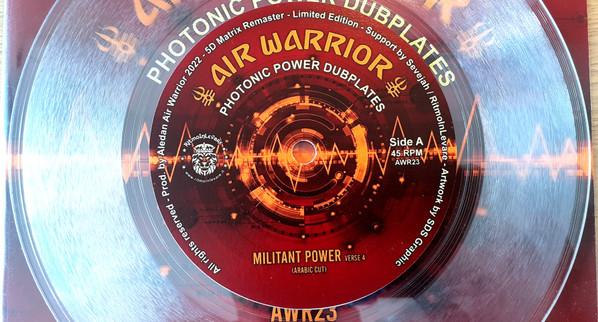 PHOTONIC POWER DUBPLATES
All rights reserved - Prod. by Aledan Air Warrior 2022 - 5D Matrix Remaster - Limited Edition - Support by Sevejah / RitmoInLevare - Artwork by SDS Graphic
AIR WARRIOR
PHOTONIC POWER DUBPLATES
RitmoInLevare
Side A
45 RPM
AWR23
MILITANT POWER VERSE 4
(ARABIC CUT)
AWR23